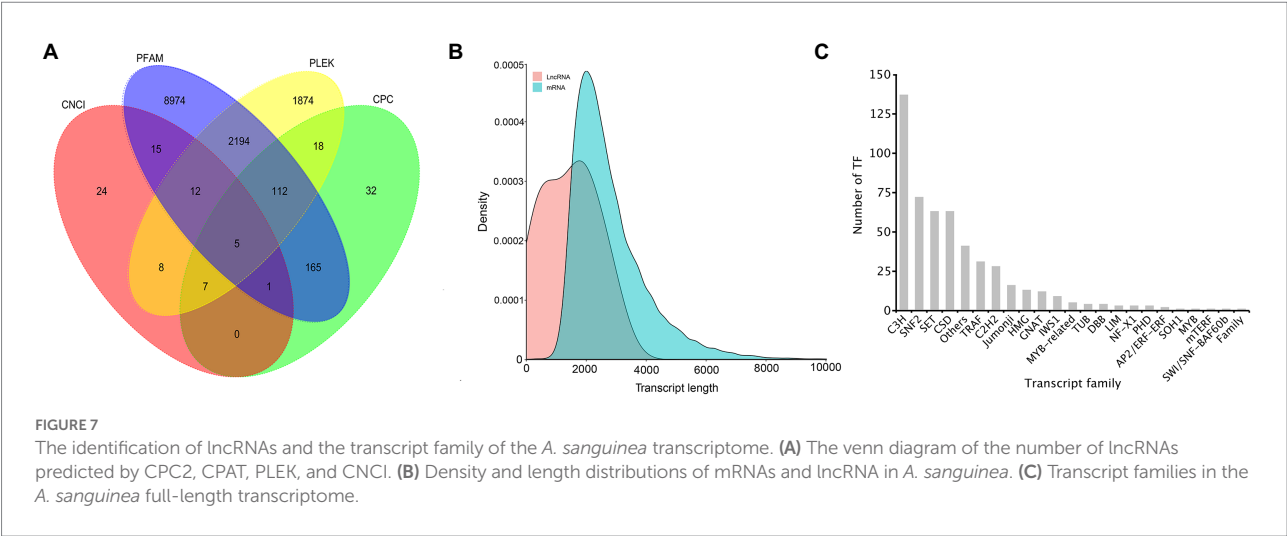 A
CNCI
PFAM
PLEK
CPC
8974
1874
15
2194
18
24
12
112
32
5
8
165
7
1
0
B
LncRNA
mRNA
0.0005
0.0004
0.0003
0.0002
0.0001
0
Density
0
2000
4000
6000
8000
10000
Transcript length
C
150
125
100
75
50
25
0
Number of TF
C3H
SNF2
SET
CSD
Others
TRAF
C2H2
Jumonji
HMG
GNAT
IWS1
MYB-related
TUB
DBB
LIM
NF-X1
PHD
AP2/ERF-ERF
SOH1
MYB
mTERF
SWI/SNF-BAF60b
Family
Transcript family
FIGURE 7
The identification of lncRNAs and the transcript family of the A. sanguinea transcriptome. (A) The venn diagram of the number of lncRNAs
predicted by CPC2, CPAT, PLEK, and CNCI. (B) Density and length distributions of mRNAs and lncRNA in A. sanguinea. (C) Transcript families in the
A. sanguinea full-length transcriptome.